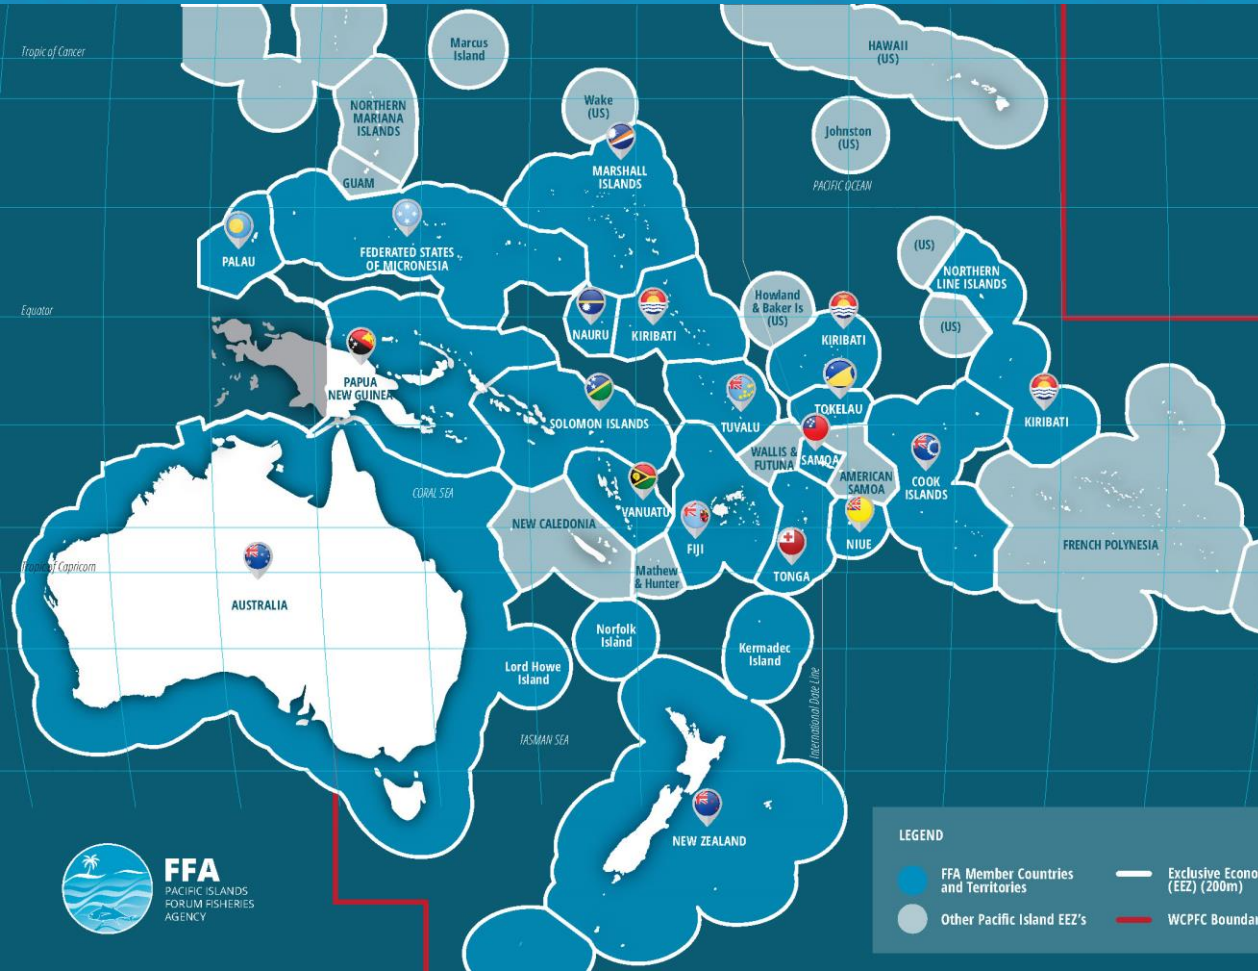 Tropic of Cancer
Marcus
Island
HAWAII
(US)
NORTHERN
MARIANA
ISLANDS
Wake
(US)
Johnston
(US)
GUAM
MARSHALL
ISLANDS
PACIFIC OCEAN
PALAU
FEDERATED STATES
OF MICRONESIA
(US)
NORTHERN
LINE ISLANDS
Equator
Howland
& Baker Is
(US)
(US)
NAURU
KIRIBATI
KIRIBATI
PAPUA
NEW GUINEA
TOKELAU
SOLOMON ISLANDS
TUVALU
KIRIBATI
WALLIS &
FUTUNA
SAMOA
AMERICAN
SAMOA
COOK
ISLANDS
CORAL SEA
VANUATU
NEW CALEDONIA
FIJI
NIUE
FRENCH POLYNESIA
Tropic of Capricorn
Mathew
& Hunter
TONGA
AUSTRALIA
Norfolk
Island
Kermadec
Island
Lord Howe
Island
International Date Line
TASMAN SEA
NEW ZEALAND
FFA
PACIFIC ISLANDS
FORUM FISHERIES
AGENCY
LEGEND
FFA Member Countries
and Territories
Exclusive Econo
(EEZ) (200m)
Other Pacific Island EEZ's
WCPFC Boundar